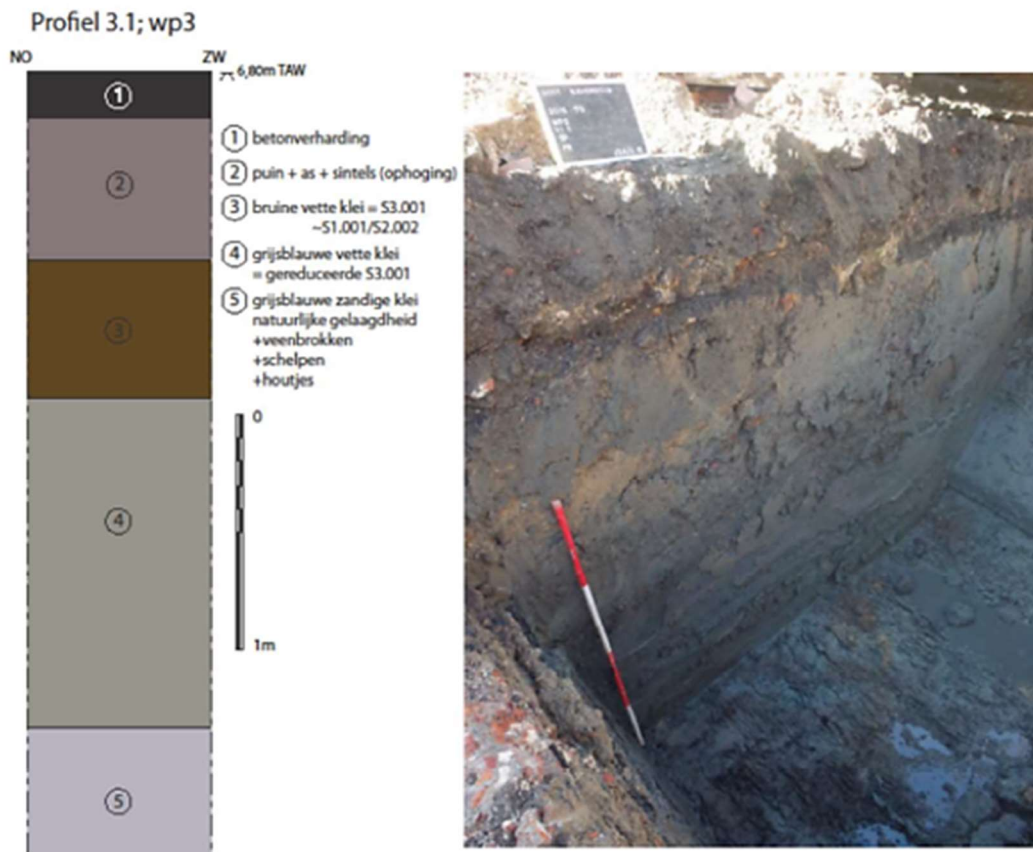 Profiel 3.1; wp3
NO
ZW
6,80m TAW
1
2
3
4
5
1 betonverharding
2 puin + as + sintels (ophoging)
3 bruine vette klei = S3.001
~S1.001/S2.002
4 grijsblauwe vette klei
= gereduceerde S3.001
5 grijsblauwe zandige klei
natuurlijke gelaagdheid
+veenbrokken
+schelpen
+houtjes
0
1m